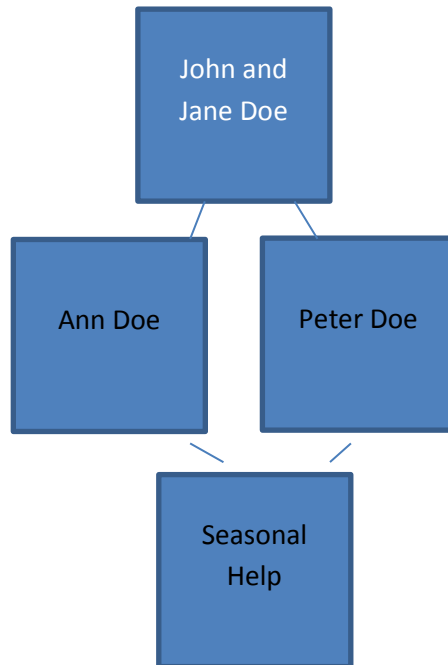 John and
Jane Doe
Ann Doe
Peter Doe
Seasonal
Help